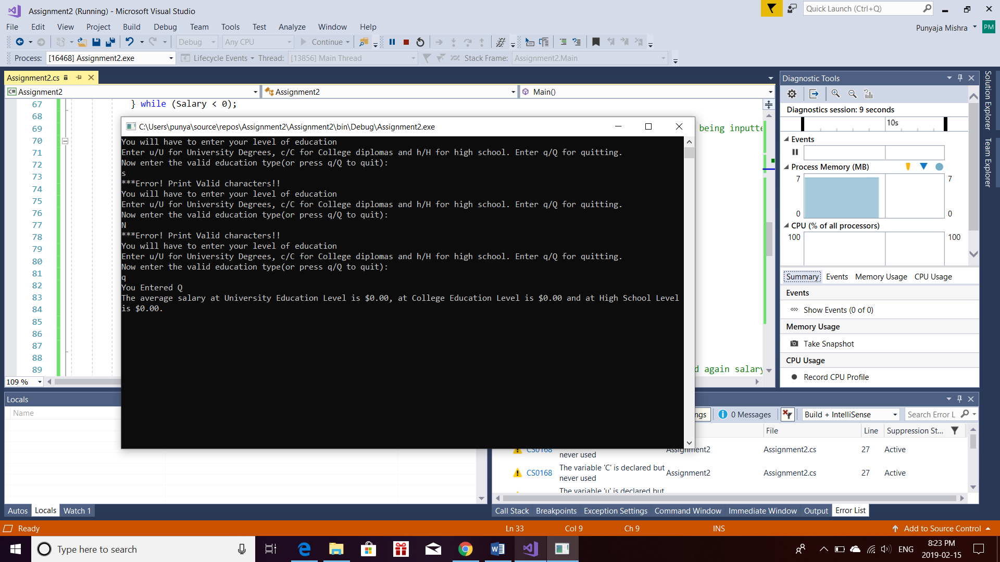 Assignment2 (Running) - Microsoft Visual Studio
Quick Launch (Ctrl+Q)
File Edit View Project Build Debug Team Tools Test Analyze Window Help
Punyaja Mishra PM
Debug Any CPU Continue
Process: [16468] Assignment2.exe Lifecycle Events Thread: [13856] Main Thread Stack Frame: Assignment2.Main
Assignment2.cs
Assignment2 Assignment2 Main()
67 } while (Salary < 0);
68
69 being inputte
70
71
72
73
74
75
76
77
78
79
80
81
82
83
84
85
86
87
88
89 d again salary
109 %
C:\Users\punya\source\repos\Assignment2\Assignment2\bin\Debug\Assignment2.exe
You will have to enter your level of education
Enter u/U for University Degrees, c/C for College diplomas and h/H for high school. Enter q/Q for quitting.
Now enter the valid education type(or press q/Q to quit):
s
***Error! Print Valid characters!!
You will have to enter your level of education
Enter u/U for University Degrees, c/C for College diplomas and h/H for high school. Enter q/Q for quitting.
Now enter the valid education type(or press q/Q to quit):
N
***Error! Print Valid characters!!
You will have to enter your level of education
Enter u/U for University Degrees, c/C for College diplomas and h/H for high school. Enter q/Q for quitting.
Now enter the valid education type(or press q/Q to quit):
q
You Entered Q
The average salary at University Education Level is $0.00, at College Education Level is $0.00 and at High School Level
is $0.00.
Diagnostic Tools
Diagnostics session: 9 seconds
10s
Events
Process Memory (MB)
7 7
0 0
CPU (% of all processors)
100 100
Summary Events Memory Usage CPU Usage
Events
Show Events (0 of 0)
Memory Usage
Take Snapshot
CPU Usage
Record CPU Profile
Solution Explorer
Team Explorer
Locals
Name
Autos Locals Watch 1
ngs 0 Messages Build + IntelliSense Search Error L
File Line Suppression St...
CS0168 never used Assignment2 Assignment2.cs 27 Active
CS0168 The variable 'C' is declared but Assignment2 Assignment2.cs 27 Active
never used
The variable 'u' is declared but
Call Stack Breakpoints Exception Settings Command Window Immediate Window Output Error List
Ready Ln 33 Col 9 Ch 9 INS Add to Source Control
Type here to search
ENG
8:23 PM
2019-02-15